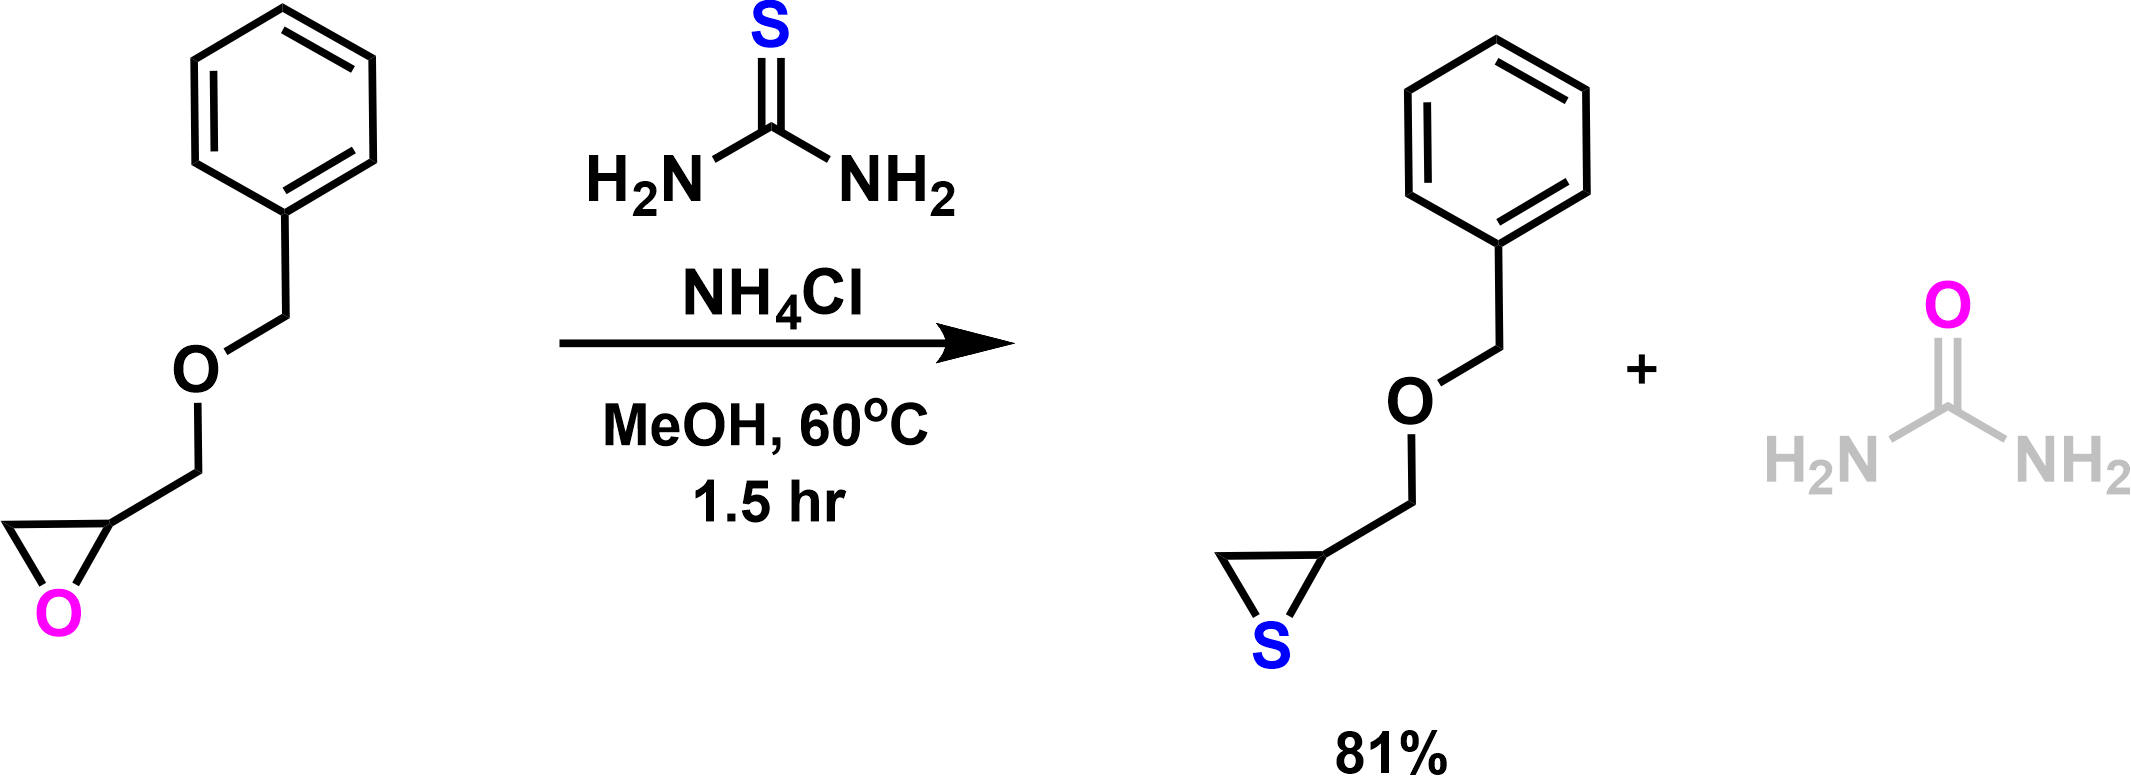 S
H₂N
NH₂
NH₄Cl
MeOH, 60ᵒC
1.5 hr
O
O
O
S
+
O
H₂N
NH₂
81%